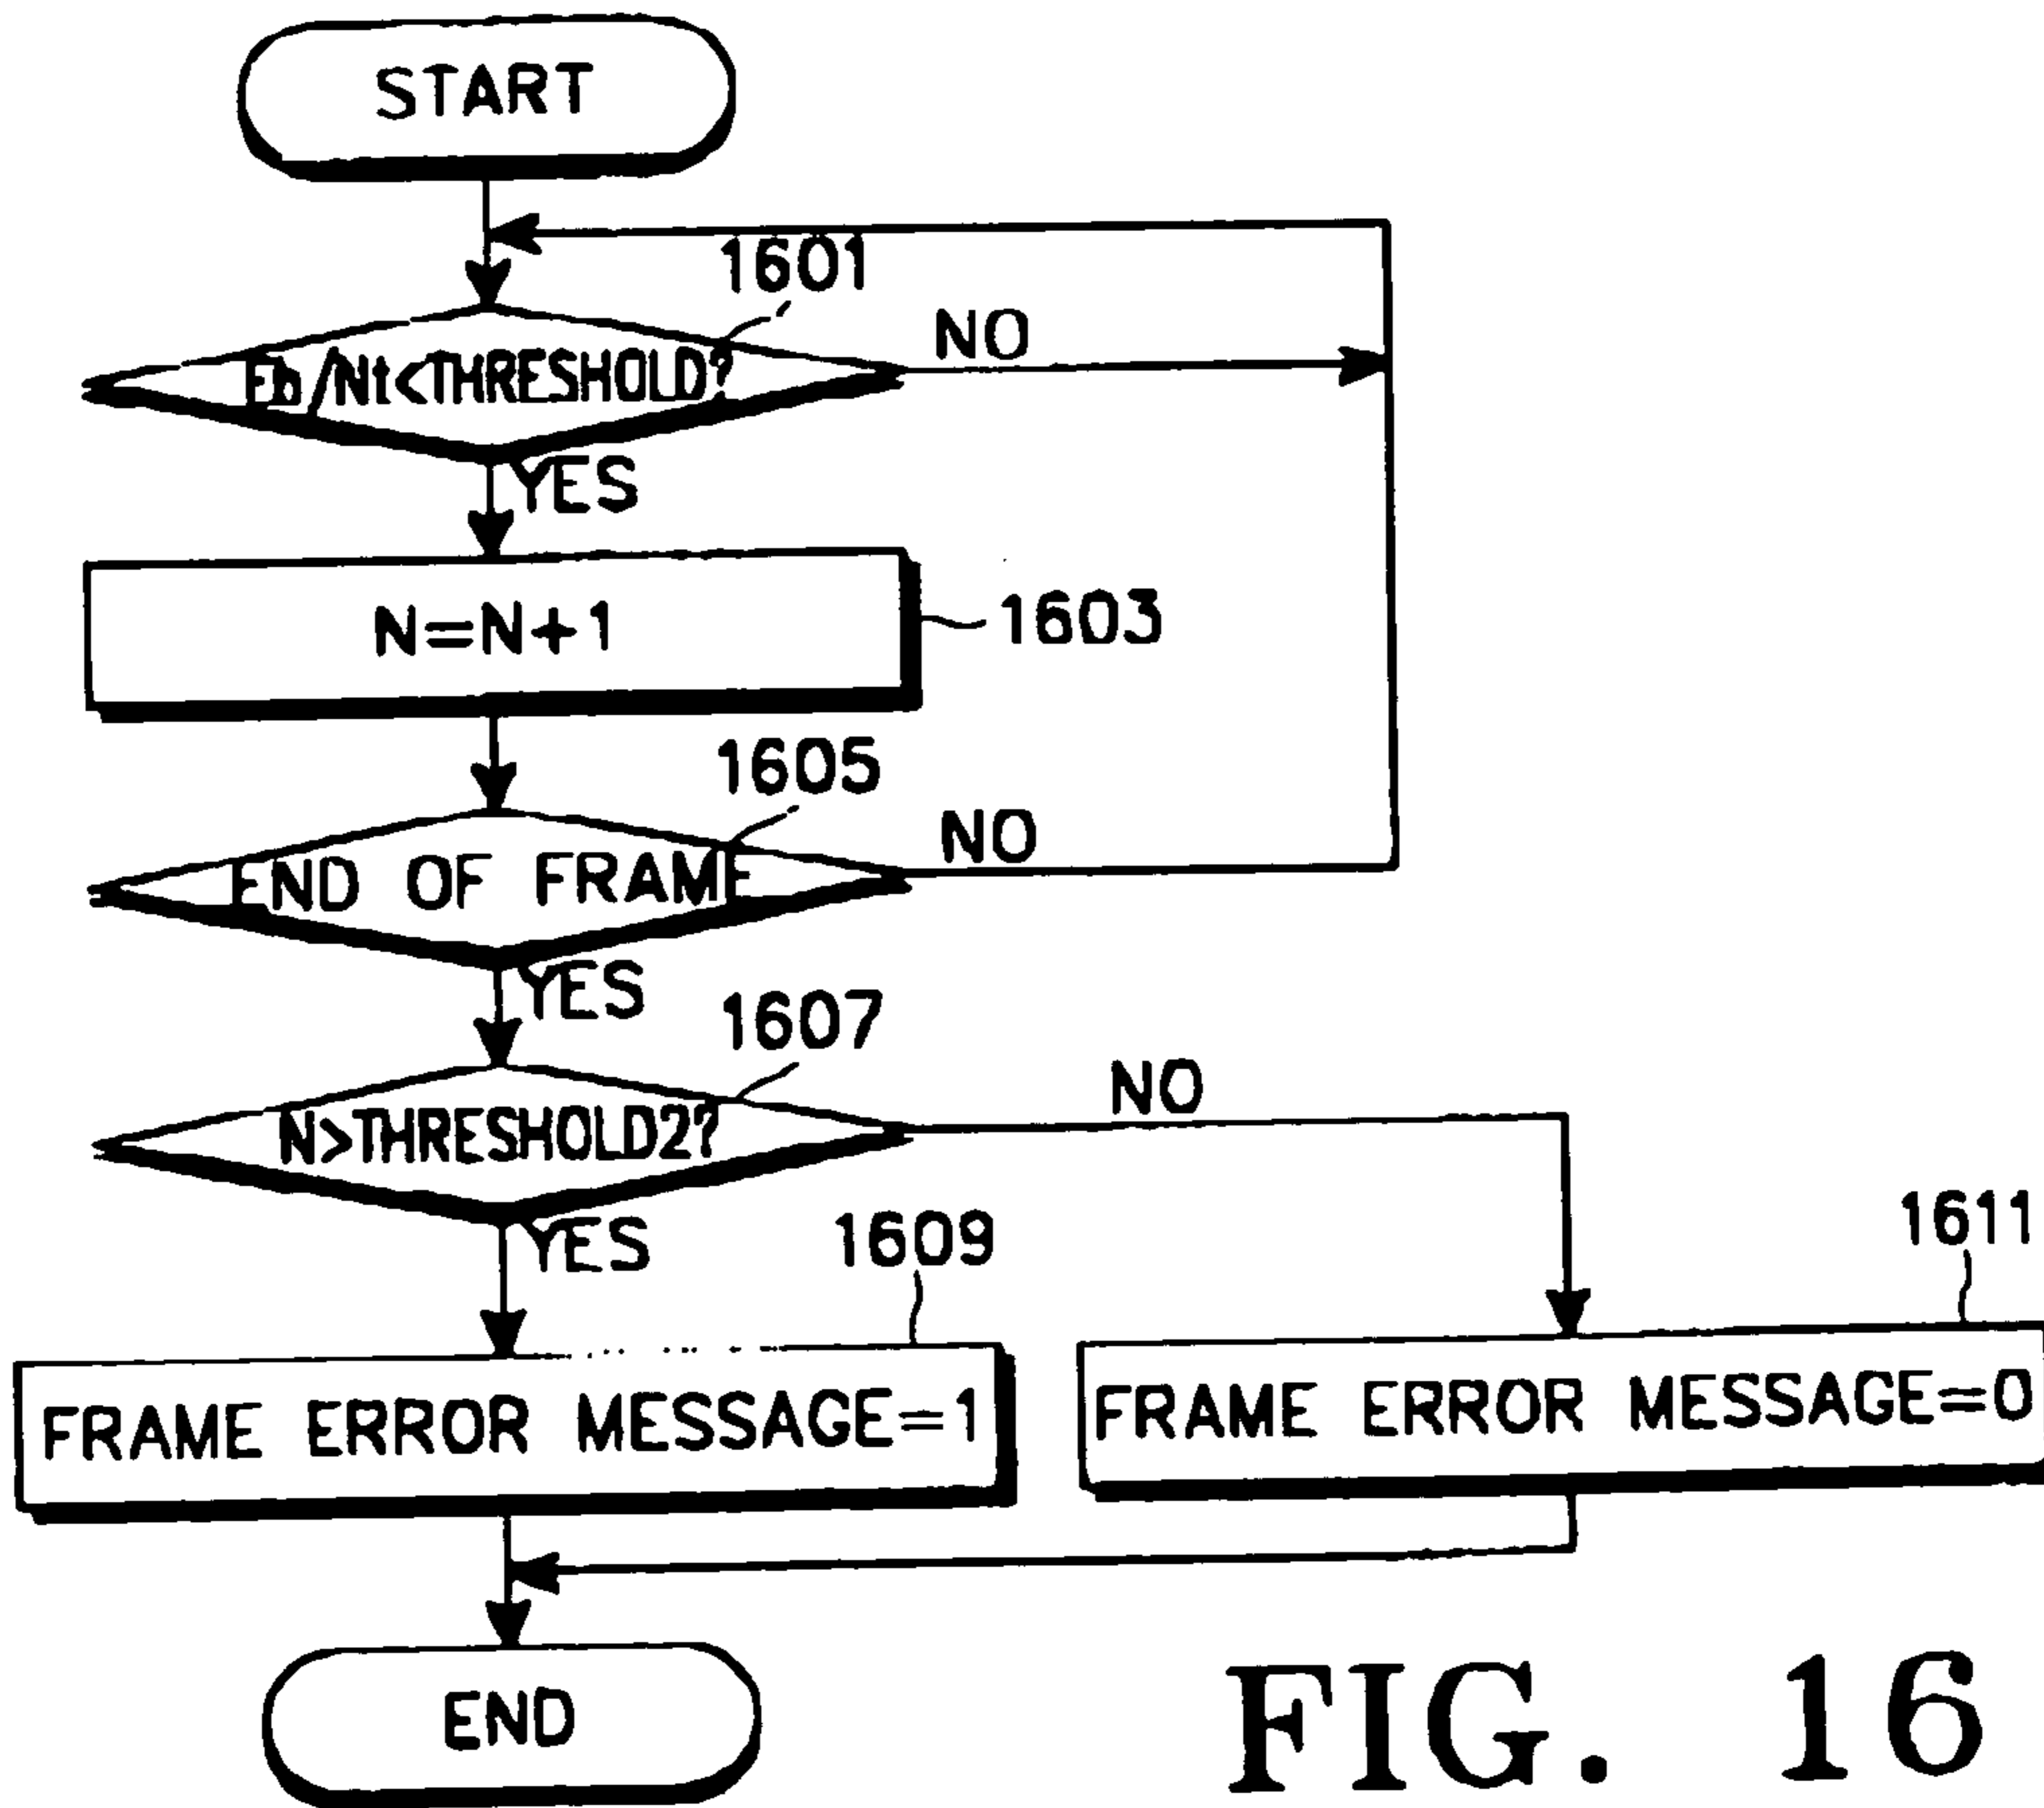 START
1601
Eb/Nt<THRESHOLD?
NO
YES
N=N+1
1603
1605
END OF FRAME
NO
YES
1607
N>THRESHOLD2?
NO
YES
1609
1611
FRAME ERROR MESSAGE=1
FRAME ERROR MESSAGE=0
END
FIG. 16